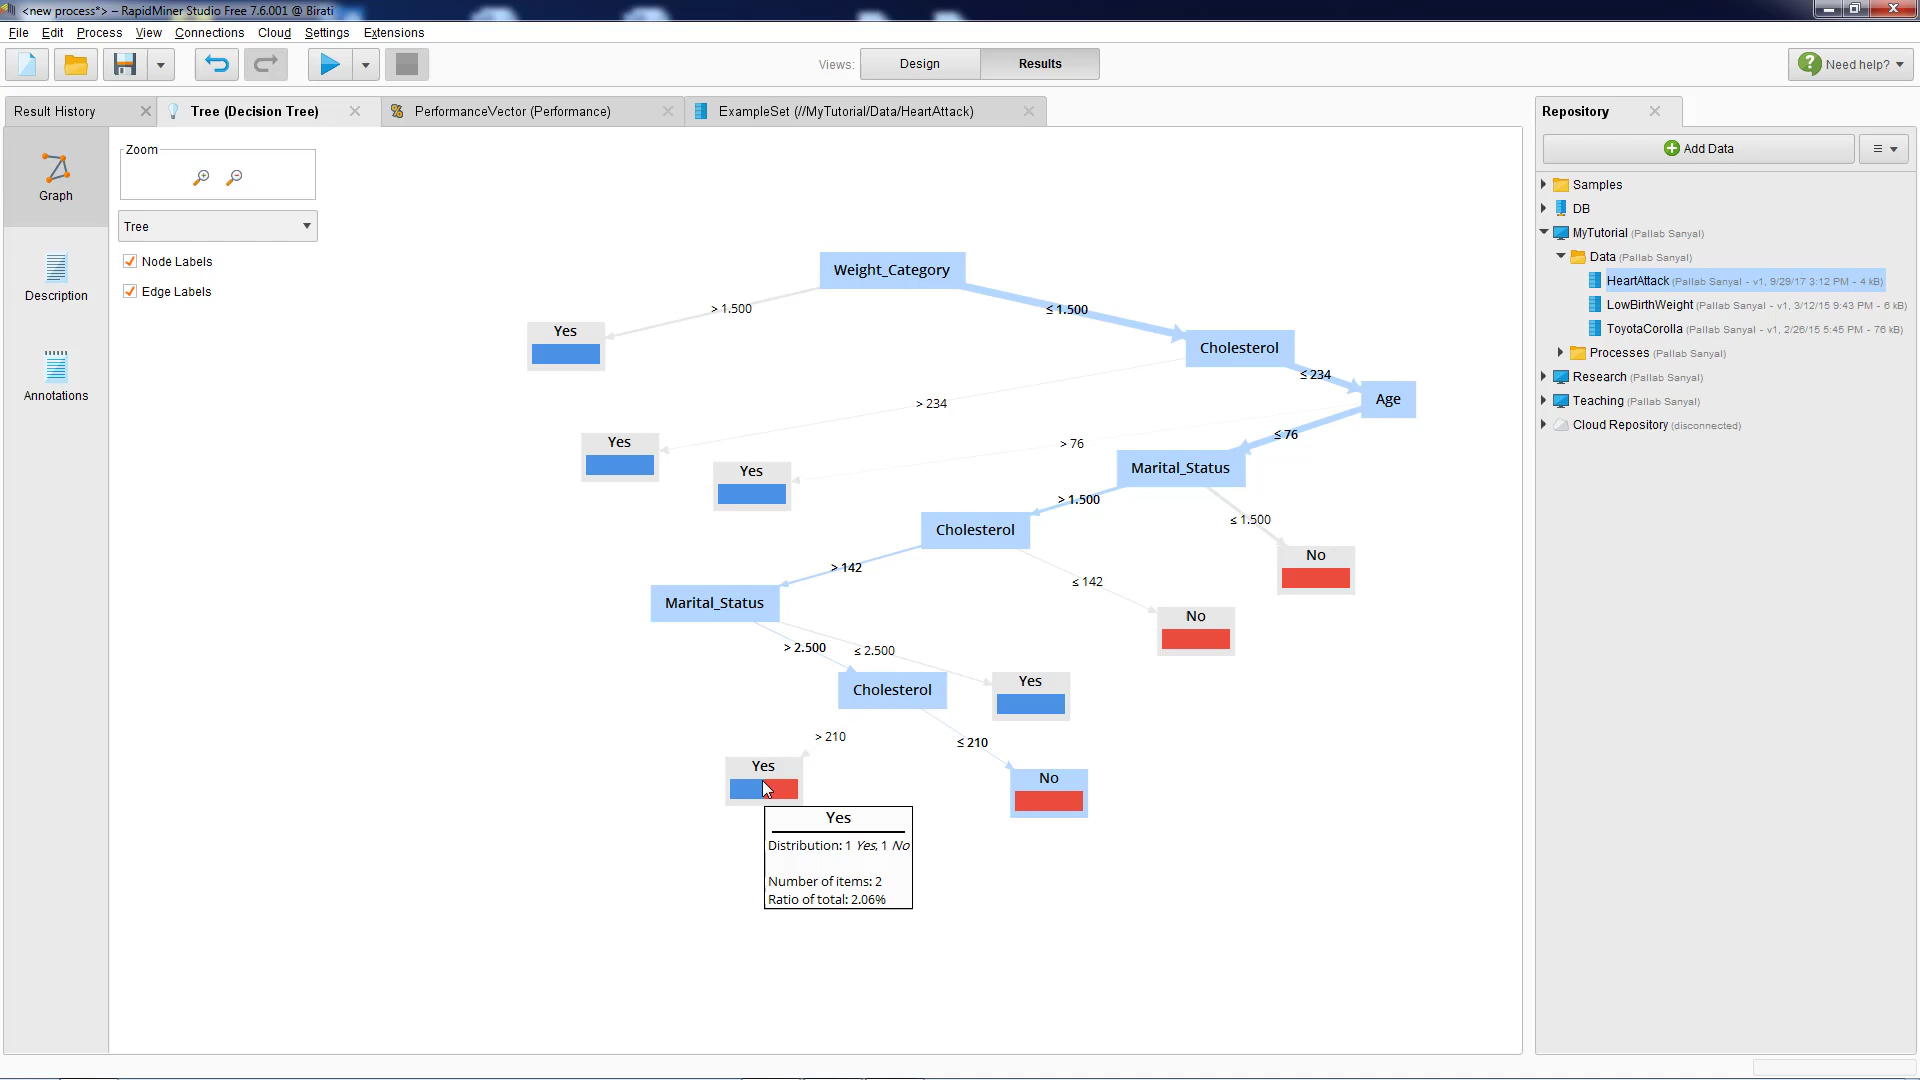 <new process*> – RapidMiner Studio Free 7.6.001 @ Birati
File Edit Process View Connections Cloud Settings Extensions
Views: Design Results
Need help?
Result History
Tree (Decision Tree)
PerformanceVector (Performance)
ExampleSet (//MyTutorial/Data/HeartAttack)
Repository
Graph
Description
Annotations
Zoom
Tree
Node Labels
Edge Labels
Weight_Category
> 1.500
≤ 1.500
Yes
Cholesterol
≤ 234
Age
> 234
≤ 76
> 76
Yes
Yes
Marital_Status
> 1.500
≤ 1.500
Cholesterol
No
> 142
≤ 142
Marital_Status
No
> 2.500
≤ 2.500
Cholesterol
Yes
> 210
≤ 210
Yes
No
Yes
Distribution: 1 Yes, 1 No
Number of items: 2
Ratio of total: 2.06%
Add Data
Samples
DB
MyTutorial (Pallab Sanyal)
Data (Pallab Sanyal)
HeartAttack (Pallab Sanyal - v1, 9/29/17 3:12 PM - 4 kB)
LowBirthWeight (Pallab Sanyal - v1, 3/12/15 9:43 PM - 6 kB)
ToyotaCorolla (Pallab Sanyal - v1, 2/26/15 5:45 PM - 76 kB)
Processes (Pallab Sanyal)
Research (Pallab Sanyal)
Teaching (Pallab Sanyal)
Cloud Repository (disconnected)